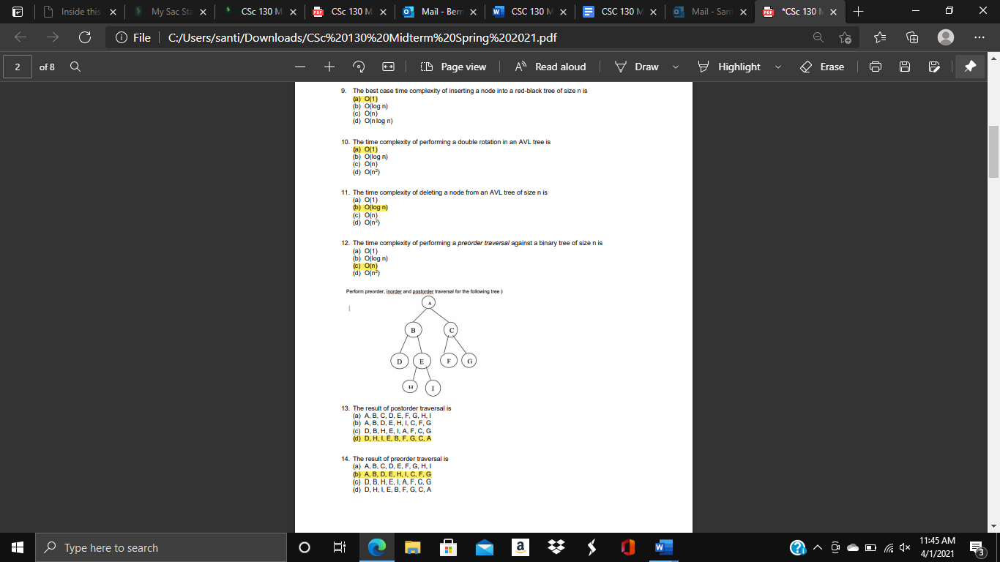 Inside this
My Sac Sta
CSc 130 M
CSc 130 M
Mail - Bern
CSC 130 M
CSC 130 M
Mail - Sant
*CSc 130 M
File
C:/Users/santi/Downloads/CSc%20130%20Midterm%20Spring%202021.pdf
2 of 8
Page view
Read aloud
Draw
Highlight
Erase
9. The best case time complexity of inserting a node into a red-black tree of size n is
(a) O(1)
(b) O(log n)
(c) O(n)
(d) O(n log n)
10. The time complexity of performing a double rotation in an AVL tree is
(a) O(1)
(b) O(log n)
(c) O(n)
(d) O(n²)
11. The time complexity of deleting a node from an AVL tree of size n is
(a) O(1)
(b) O(log n)
(c) O(n)
(d) O(n²)
12. The time complexity of performing a preorder traversal against a binary tree of size n is
(a) O(1)
(b) O(log n)
(c) O(n)
(d) O(n²)
Perform preorder, inorder and postorder traversal for the following tree (
A
B C
D E F G
H I
13. The result of postorder traversal is
(a) A, B, C, D, E, F, G, H, I
(b) A, B, D, E, H, I, C, F, G
(c) D, B, H, E, I, A, F, C, G
(d) D, H, I, E, B, F, G, C, A
14. The result of preorder traversal is
(a) A, B, C, D, E, F, G, H, I
(b) A, B, D, E, H, I, C, F, G
(c) D, B, H, E, I, A, F, C, G
(d) D, H, I, E, B, F, G, C, A
Type here to search
11:45 AM
4/1/2021
3